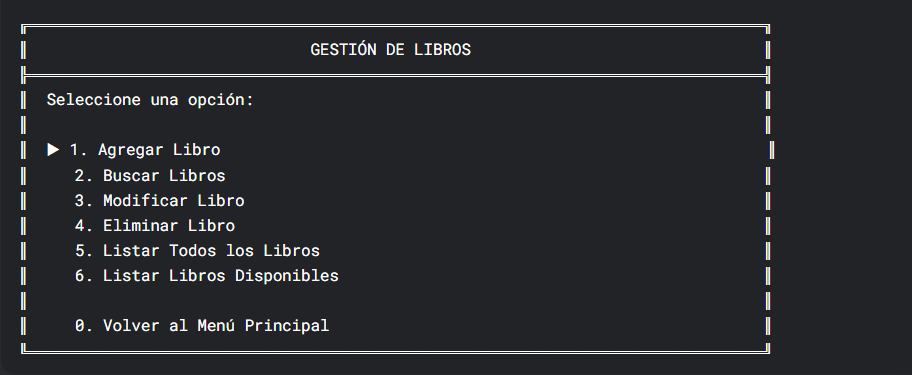 GESTIÓN DE LIBROS
Seleccione una opción:
▶ 1. Agregar Libro
2. Buscar Libros
3. Modificar Libro
4. Eliminar Libro
5. Listar Todos los Libros
6. Listar Libros Disponibles
0. Volver al Menú Principal